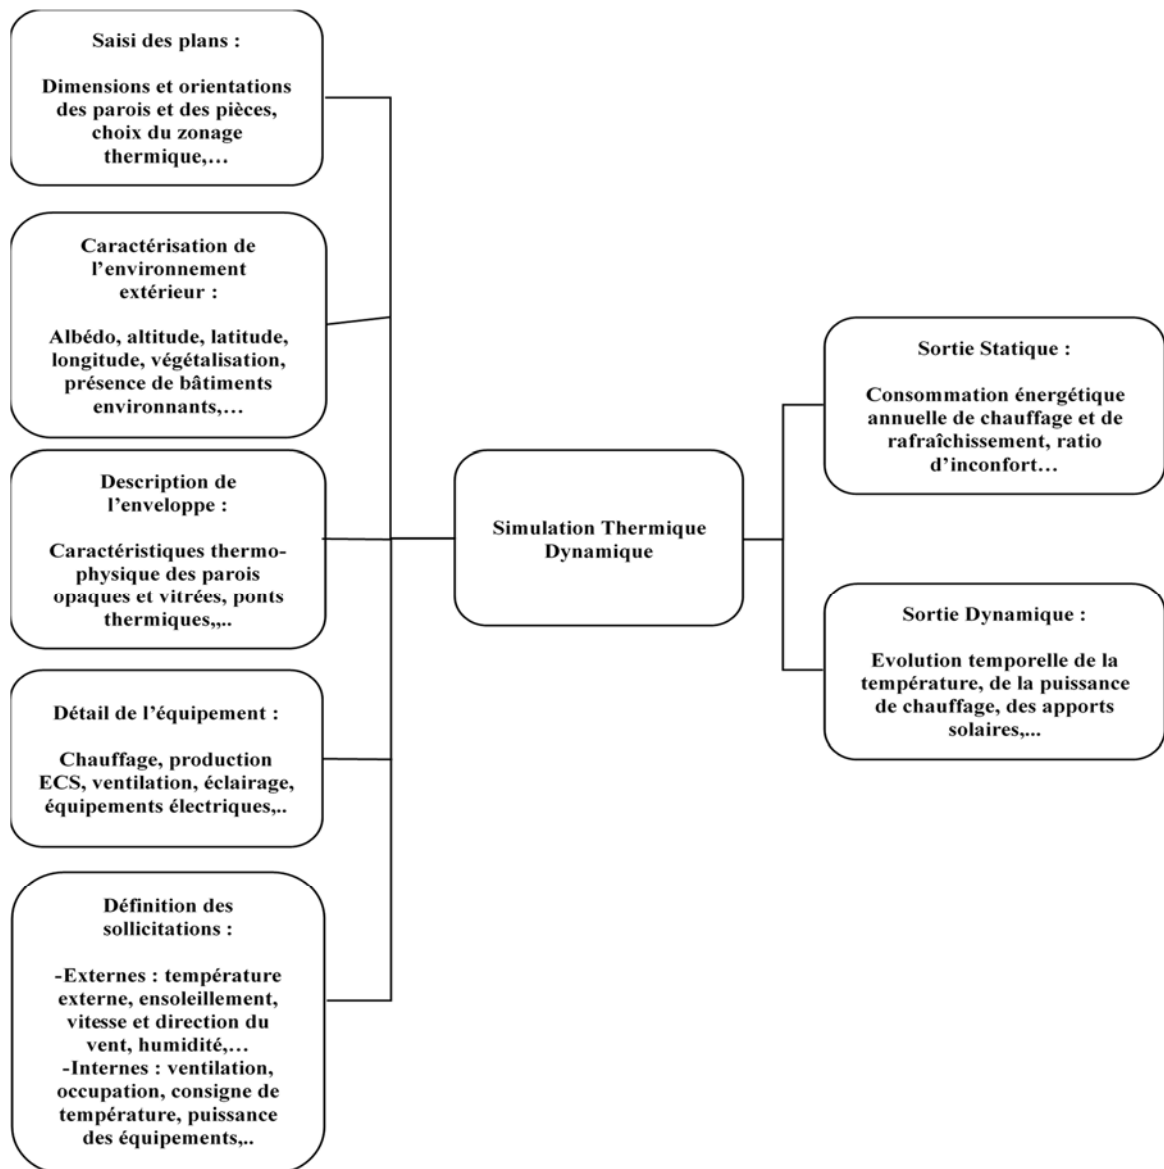 Saisi des plans :
Dimensions et orientations
des parois et des pièces,
choix du zonage
thermique,…
Caractérisation de
l’environnement
extérieur :
Albédo, altitude, latitude,
longitude, végétalisation,
présence de bâtiments
environnants,…
Description de
l’enveloppe :
Caractéristiques thermo-
physique des parois
opaques et vitrées, ponts
thermiques,,..
Détail de l’équipement :
Chauffage, production
ECS, ventilation, éclairage,
équipements électriques,..
Définition des
sollicitations :
-Externes : température
externe, ensoleillement,
vitesse et direction du
vent, humidité,…
-Internes : ventilation,
occupation, consigne de
température, puissance
des équipements,..
Simulation Thermique
Dynamique
Sortie Statique :
Consommation énergétique
annuelle de chauffage et de
rafraîchissement, ratio
d’inconfort…
Sortie Dynamique :
Evolution temporelle de la
température, de la puissance
de chauffage, des apports
solaires,...